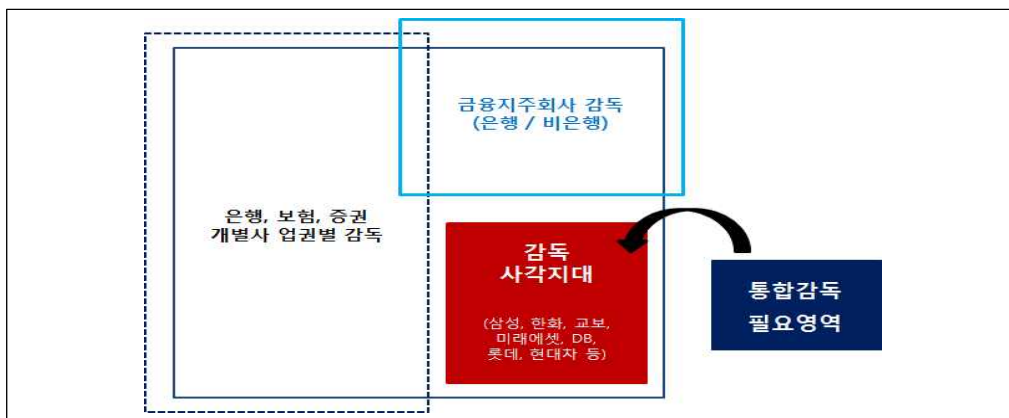 금융지주회사 감독
(은행 / 비은행)
은행, 보험, 증권
개별사 업권별 감독
감독
사각지대
(삼성, 한화, 교보,
미래에셋, DB,
롯데, 현대차 등)
통합감독
필요영역